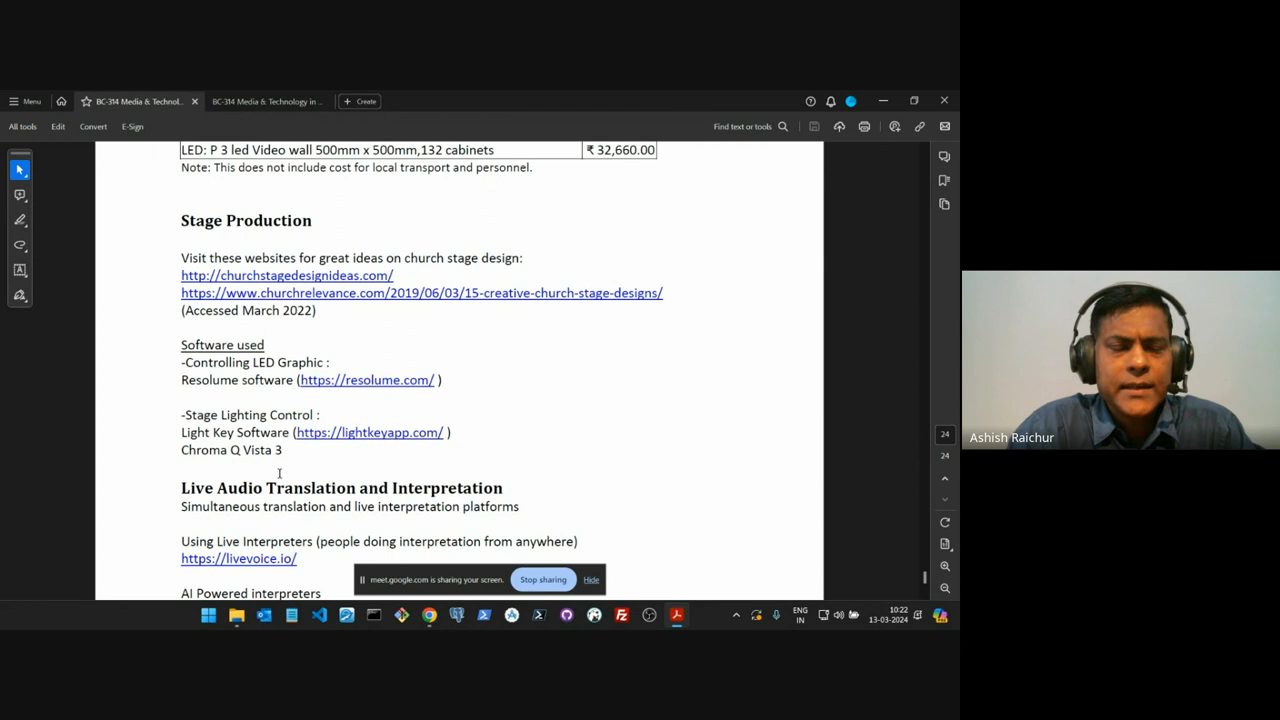 Menu
BC-314 Media & Technol...
BC-314 Media & Technology in ...
Create
All tools
Edit
Convert
E-Sign
Find text or tools
LED: P 3 led Video wall 500mm x 500mm,132 cabinets
₹ 32,660.00
Note: This does not include cost for local transport and personnel.
Stage Production
Visit these websites for great ideas on church stage design:
http://churchstagedesignideas.com/
https://www.churchrelevance.com/2019/06/03/15-creative-church-stage-designs/
(Accessed March 2022)
Software used
-Controlling LED Graphic :
Resolume software (https://resolume.com/ )
-Stage Lighting Control :
Light Key Software (https://lightkeyapp.com/ )
Chroma Q Vista 3
Live Audio Translation and Interpretation
Simultaneous translation and live interpretation platforms
Using Live Interpreters (people doing interpretation from anywhere)
https://livevoice.io/
AI Powered interpreters
meet.google.com is sharing your screen.
Stop sharing
Hide
24
24
Ashish Raichur
ENG
IN
10:22
13-03-2024